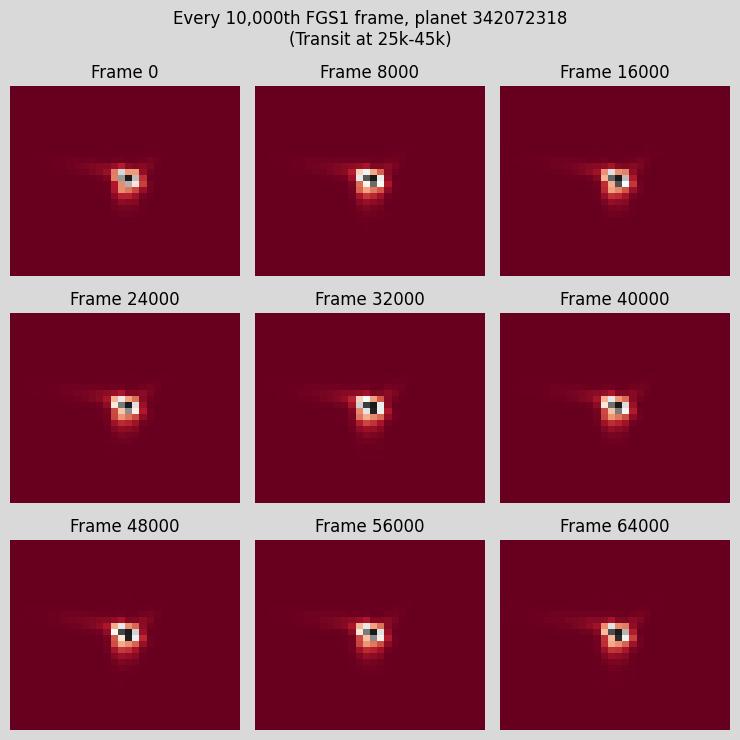 Every 10,000th FGS1 frame, planet 342072318
(Transit at 25k-45k)
Frame 0
Frame 8000
Frame 16000
Frame 24000
Frame 32000
Frame 40000
Frame 48000
Frame 56000
Frame 64000